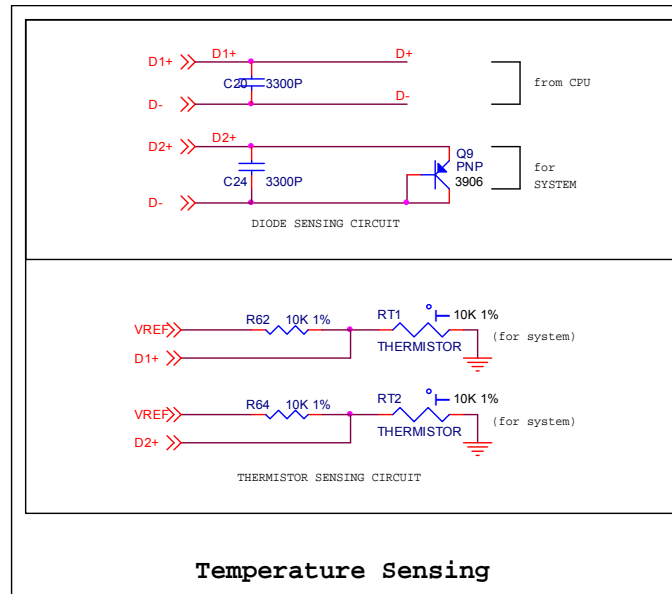 D1+ D1+ D+
C20 3300P
D- D-
from CPU
D2+ D2+
Q9
PNP
3906
C24 3300P
for
SYSTEM
D-
DIODE SENSING CIRCUIT
R62 10K 1% RT1 10K 1%
VREF (for system)
D1+ THERMISTOR
R64 10K 1% RT2 10K 1%
VREF (for system)
D2+ THERMISTOR
THERMISTOR SENSING CIRCUIT
Temperature Sensing